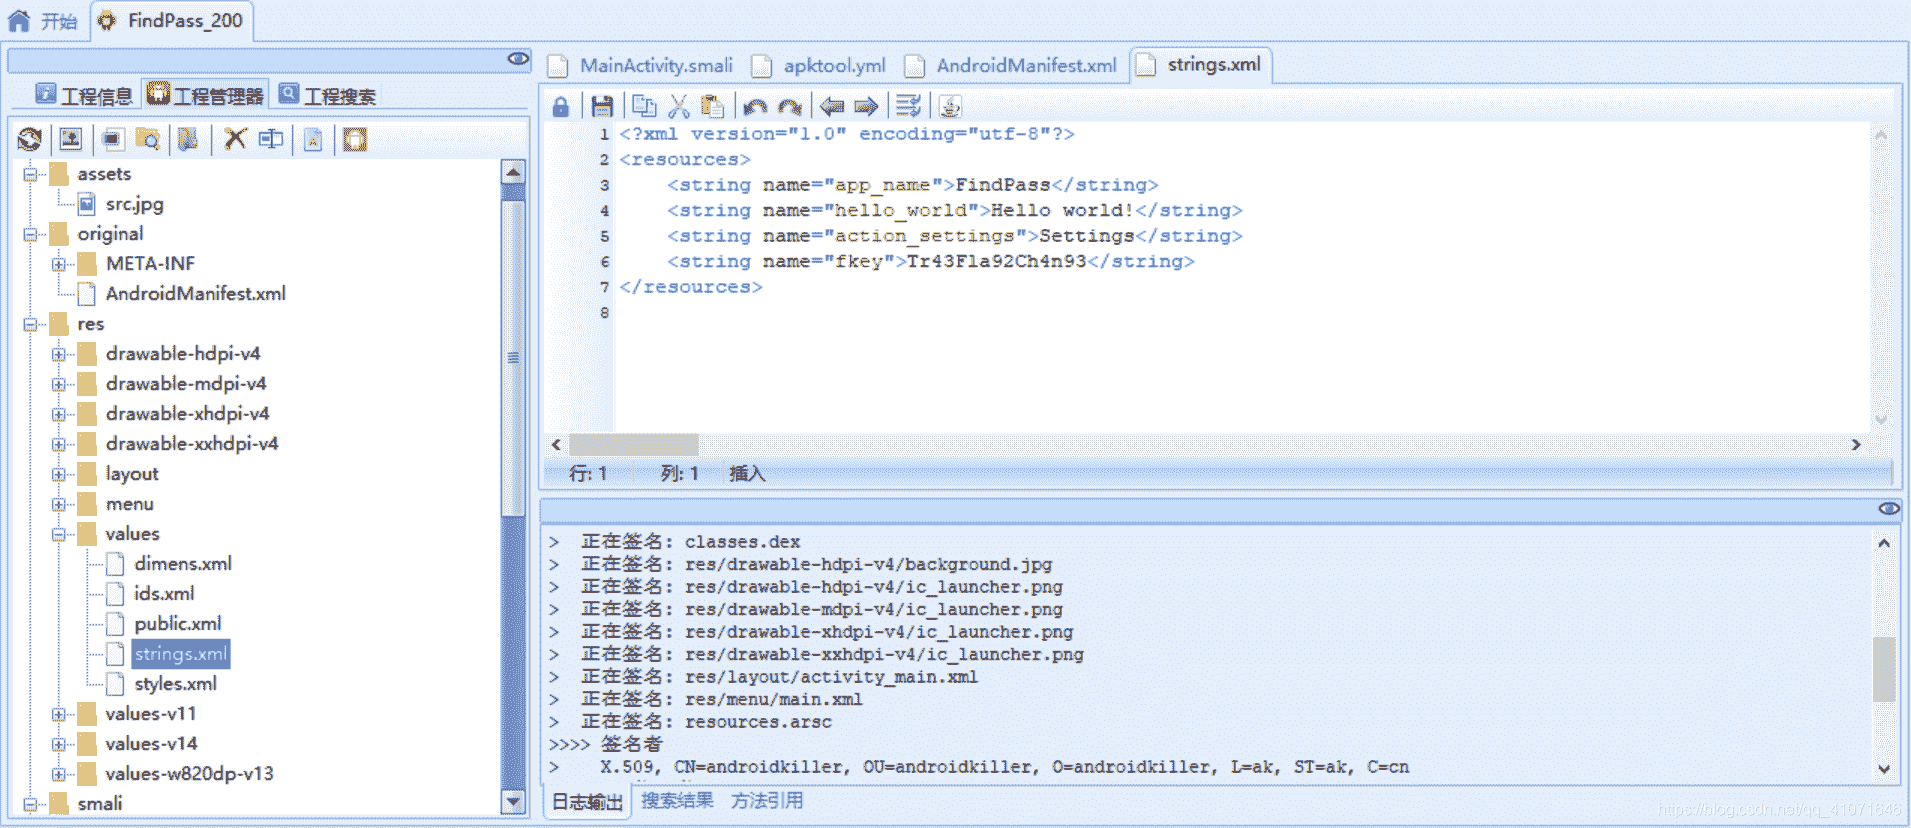 开始
FindPass_200
工程信息
工程管理器
工程搜索
assets
src.jpg
original
META-INF
AndroidManifest.xml
res
drawable-hdpi-v4
drawable-mdpi-v4
drawable-xhdpi-v4
drawable-xxhdpi-v4
layout
menu
values
dimens.xml
ids.xml
public.xml
strings.xml
styles.xml
values-v11
values-v14
values-w820dp-v13
smali
MainActivity.smali
apktool.yml
AndroidManifest.xml
strings.xml
1 <?xml version="1.0" encoding="utf-8"?>
2 <resources>
3 <string name="app_name">FindPass</string>
4 <string name="hello_world">Hello world!</string>
5 <string name="action_settings">Settings</string>
6 <string name="fkey">Tr43Fla92Ch4n93</string>
7 </resources>
8
行: 1 列: 1 插入
> 正在签名: classes.dex
> 正在签名: res/drawable-hdpi-v4/background.jpg
> 正在签名: res/drawable-hdpi-v4/ic_launcher.png
> 正在签名: res/drawable-mdpi-v4/ic_launcher.png
> 正在签名: res/drawable-xhdpi-v4/ic_launcher.png
> 正在签名: res/drawable-xxhdpi-v4/ic_launcher.png
> 正在签名: res/layout/activity_main.xml
> 正在签名: res/menu/main.xml
> 正在签名: resources.arsc
>>>> 签名者
> X.509, CN=androidkiller, OU=androidkiller, O=androidkiller, L=ak, ST=ak, C=cn
日志输出 搜索结果 方法引用
https://blog.csdn.net/qq_41071646